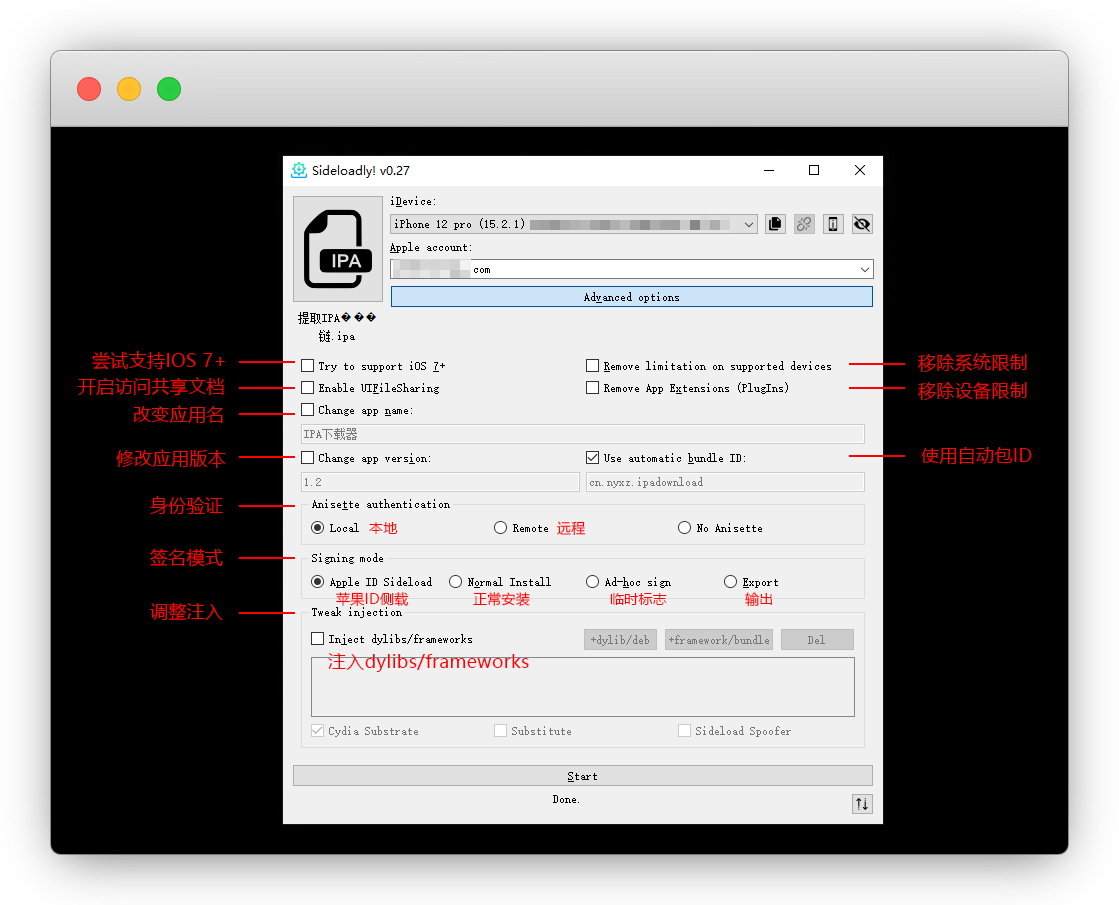 Sideloadly! v0.27
iDevice:
iPhone 12 pro (15.2.1)
Apple account:
com
Advanced options
IPA
提取IPA���
链.ipa
尝试支持IOS 7+
Try to support iOS 7+
Remove limitation on supported devices
移除系统限制
开启访问共享文档
Enable UIFileSharing
Remove App Extensions (PlugIns)
移除设备限制
改变应用名
Change app name:
IPA下载器
修改应用版本
Change app version:
Use automatic bundle ID:
使用自动包ID
1.2
cn.nyxz.ipadownload
身份验证
Anisette authentication
Local 本地
Remote 远程
No Anisette
签名模式
Signing mode
Apple ID Sideload
Normal Install
Ad-hoc sign
Export
苹果ID侧载
正常安装
临时标志
输出
调整注入
Tweak injection
Inject dylibs/frameworks
+dylib/deb
+framework/bundle
Del
注入dylibs/frameworks
Cydia Substrate
Substitute
Sideload Spoofer
Start
Done.